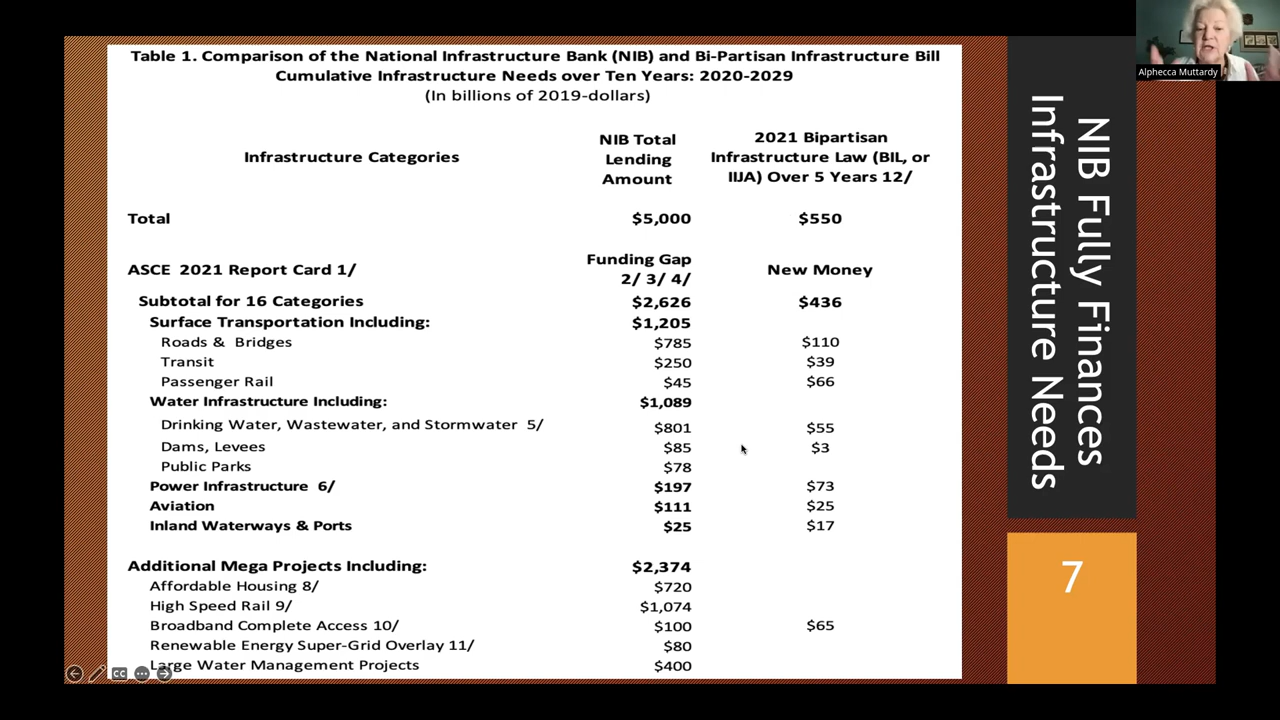 Table 1. Comparison of the National Infrastructure Bank (NIB) and Bi-Partisan Infrastructure Bill
Cumulative Infrastructure Needs over Ten Years: 2020-2029
(In billions of 2019-dollars)
Infrastructure Categories
NIB Total
Lending
Amount
2021 Bipartisan
Infrastructure Law (BIL, or
IIJA) Over 5 Years 12/
Total $5,000 $550
ASCE 2021 Report Card 1/
Funding Gap
2/ 3/ 4/
New Money
Subtotal for 16 Categories $2,626 $436
Surface Transportation Including: $1,205
Roads & Bridges $785 $110
Transit $250 $39
Passenger Rail $45 $66
Water Infrastructure Including: $1,089
Drinking Water, Wastewater, and Stormwater 5/ $801 $55
Dams, Levees $85 $3
Public Parks $78
Power Infrastructure 6/ $197 $73
Aviation $111 $25
Inland Waterways & Ports $25 $17
Additional Mega Projects Including: $2,374
Affordable Housing 8/ $720
High Speed Rail 9/ $1,074
Broadband Complete Access 10/ $100 $65
Renewable Energy Super-Grid Overlay 11/ $80
Large Water Management Projects $400
CC
NIB Fully Finances
Infrastructure Needs
7
Alphecca Muttardy